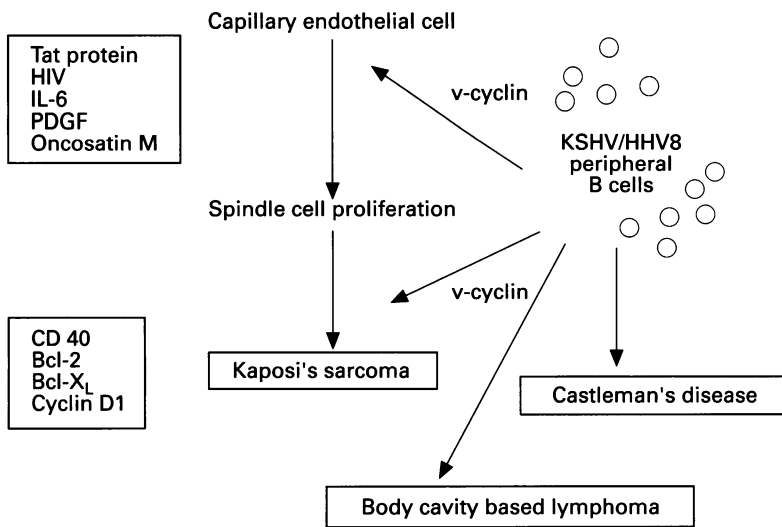 Capillary endothelial cell
Tat protein
HIV
IL-6
PDGF
Oncosatin M
v-cyclin
KSHV/HHV8
peripheral
B cells
Spindle cell proliferation
v-cyclin
CD 40
Bcl-2
Bcl-XL
Cyclin D1
Kaposi's sarcoma
Castleman's disease
Body cavity based lymphoma